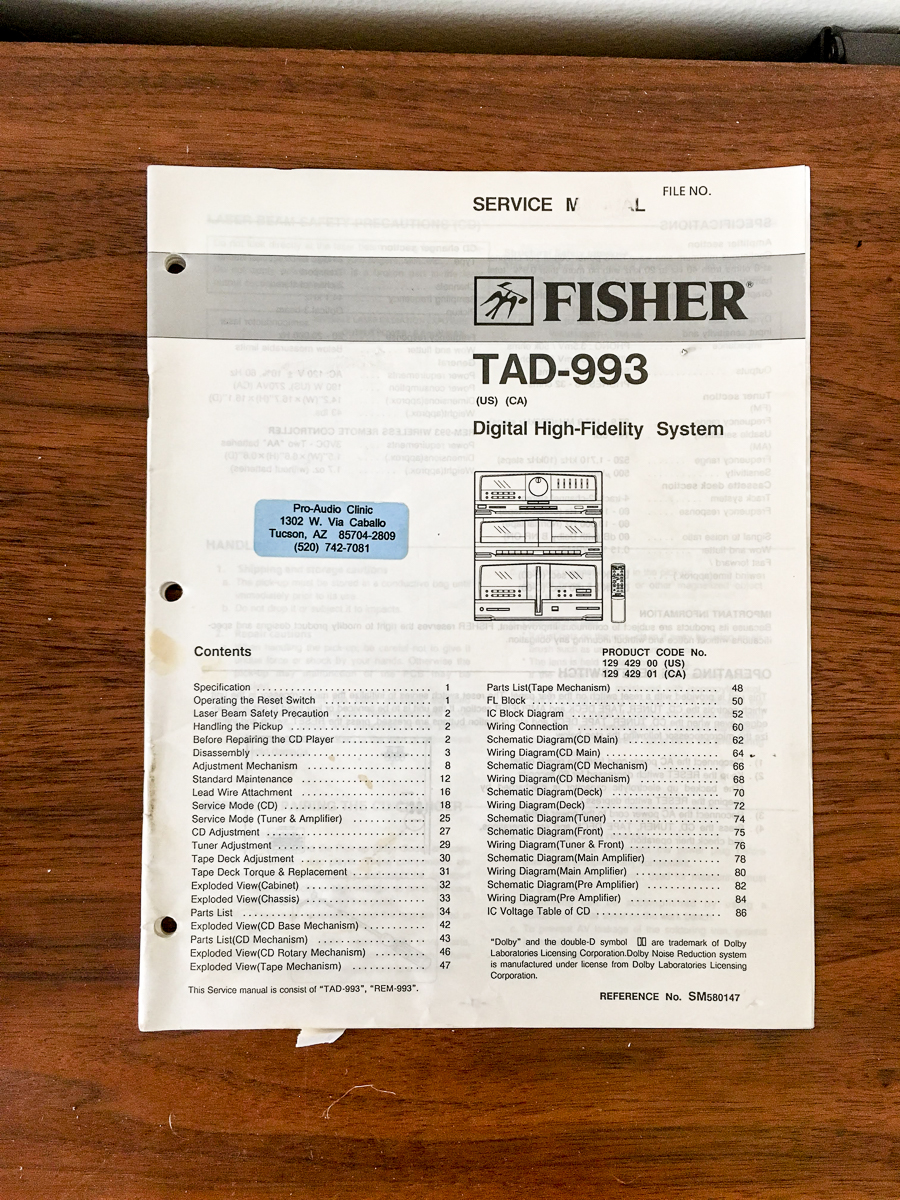 SERVICE M AL
FILE NO.
FISHER®
TAD-993
(US) (CA)
Digital High-Fidelity System
Pro-Audio Clinic
1302 W. Via Caballo
Tucson, AZ 85704-2809
(520) 742-7081
PRODUCT CODE No.
129 429 00 (US)
129 429 01 (CA)
Contents
Specification . . . . . . . . . . . . . . . . . . . . . . . . . . . 1
Operating the Reset Switch . . . . . . . . . . . . . . . . . 1
Laser Beam Safety Precaution . . . . . . . . . . . . . . . 2
Handling the Pickup . . . . . . . . . . . . . . . . . . . . . . 2
Before Repairing the CD Player . . . . . . . . . . . . . . 2
Disassembly . . . . . . . . . . . . . . . . . . . . . . . . . . . 3
Adjustment Mechanism . . . . . . . . . . . . . . . . . . . . 8
Standard Maintenance . . . . . . . . . . . . . . . . . . . . 12
Lead Wire Attachment . . . . . . . . . . . . . . . . . . . . 16
Service Mode (CD) . . . . . . . . . . . . . . . . . . . . . . . 18
Service Mode (Tuner & Amplifier) . . . . . . . . . . . . . 25
CD Adjustment . . . . . . . . . . . . . . . . . . . . . . . . . 27
Tuner Adjustment . . . . . . . . . . . . . . . . . . . . . . . 29
Tape Deck Adjustment . . . . . . . . . . . . . . . . . . . . 30
Tape Deck Torque & Replacement . . . . . . . . . . . . 31
Exploded View(Cabinet) . . . . . . . . . . . . . . . . . . . 32
Exploded View(Chassis) . . . . . . . . . . . . . . . . . . . 33
Parts List . . . . . . . . . . . . . . . . . . . . . . . . . . . . . 34
Exploded View(CD Base Mechanism) . . . . . . . . . . 42
Parts List(CD Mechanism) . . . . . . . . . . . . . . . . . . 43
Exploded View(CD Rotary Mechanism) . . . . . . . . . 46
Exploded View(Tape Mechanism) . . . . . . . . . . . . . 47
Parts List(Tape Mechanism) . . . . . . . . . . . . . . . . 48
FL Block . . . . . . . . . . . . . . . . . . . . . . . . . . . . . . 50
IC Block Diagram . . . . . . . . . . . . . . . . . . . . . . . . 52
Wiring Connection . . . . . . . . . . . . . . . . . . . . . . . 60
Schematic Diagram(CD Main) . . . . . . . . . . . . . . . 62
Wiring Diagram(CD Main) . . . . . . . . . . . . . . . . . . 64
Schematic Diagram(CD Mechanism) . . . . . . . . . . . 66
Wiring Diagram(CD Mechanism) . . . . . . . . . . . . . 68
Schematic Diagram(Deck) . . . . . . . . . . . . . . . . . . 70
Wiring Diagram(Deck) . . . . . . . . . . . . . . . . . . . . . 72
Schematic Diagram(Tuner) . . . . . . . . . . . . . . . . . 74
Schematic Diagram(Front) . . . . . . . . . . . . . . . . . . 75
Wiring Diagram(Tuner & Front) . . . . . . . . . . . . . . . 76
Schematic Diagram(Main Amplifier) . . . . . . . . . . . 78
Wiring Diagram(Main Amplifier) . . . . . . . . . . . . . . 80
Schematic Diagram(Pre Amplifier) . . . . . . . . . . . . 82
Wiring Diagram(Pre Amplifier) . . . . . . . . . . . . . . . 84
IC Voltage Table of CD . . . . . . . . . . . . . . . . . . . . 86
"Dolby" and the double-D symbol are trademark of Dolby
Laboratories Licensing Corporation.Dolby Noise Reduction system
is manufactured under license from Dolby Laboratories Licensing
Corporation.
This Service manual is consist of "TAD-993", "REM-993".
REFERENCE No. SM580147